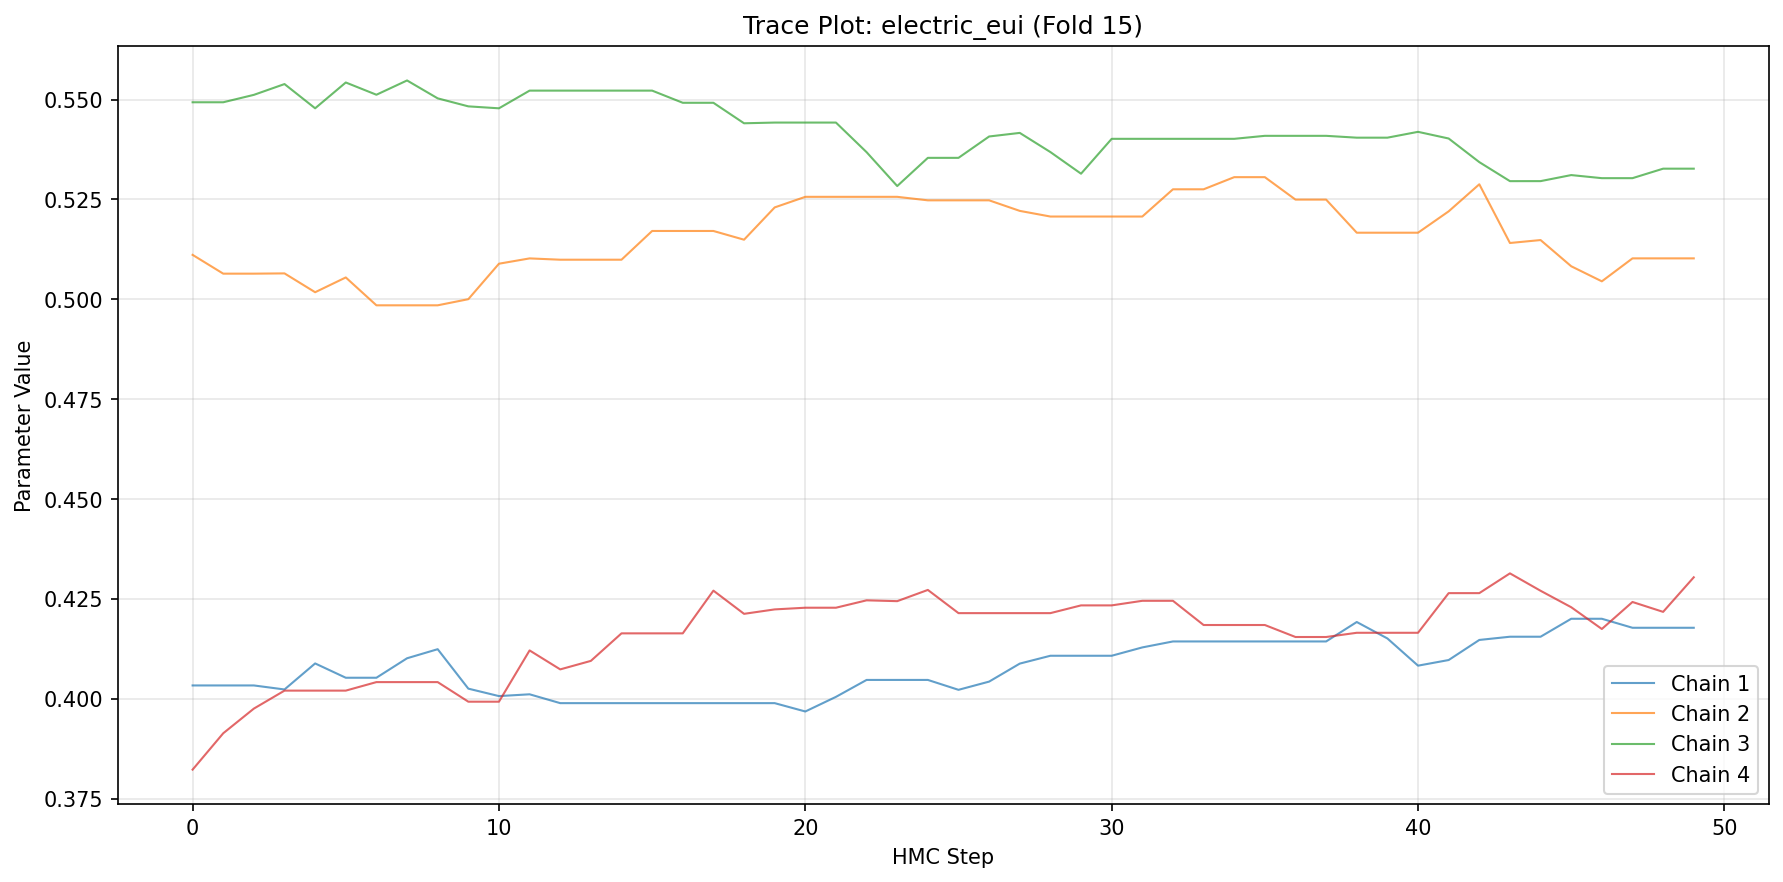 Trace Plot: electric_eui (Fold 15)
Parameter Value
0.550
0.525
0.500
0.475
0.450
0.425
0.400
0.375
0
10
20
30
40
50
HMC Step
Chain 1
Chain 2
Chain 3
Chain 4